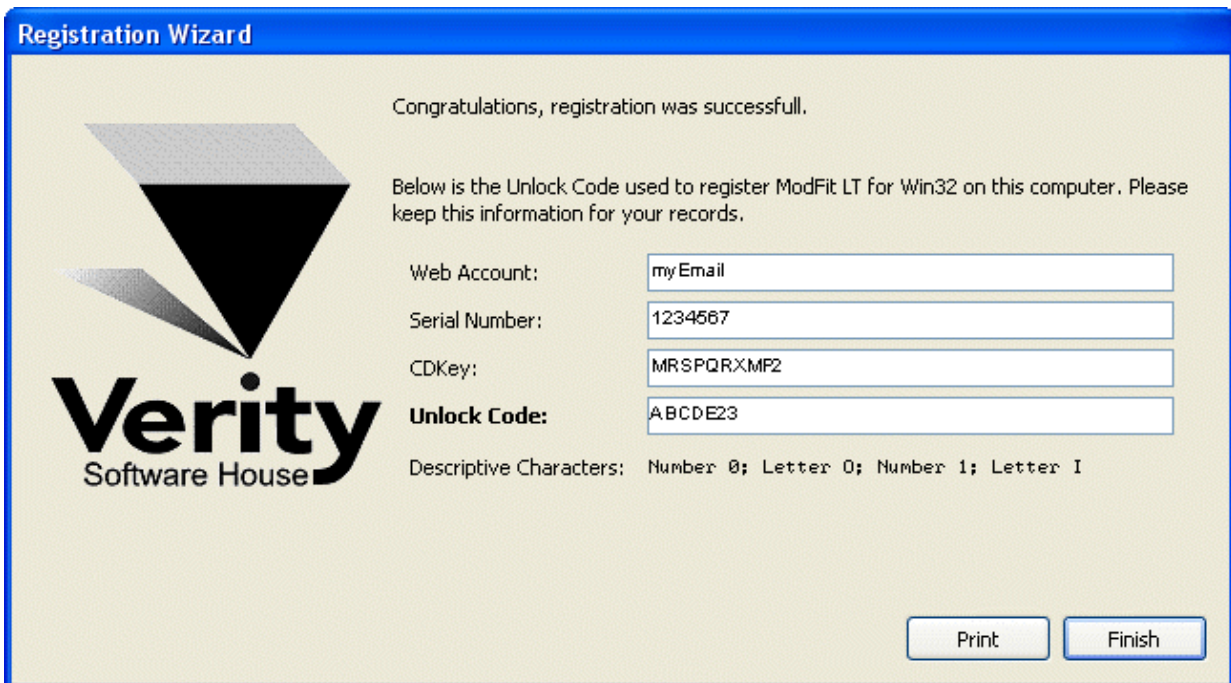 Registration Wizard
Congratulations, registration was successfull.
Below is the Unlock Code used to register ModFit LT for Win32 on this computer. Please
keep this information for your records.
Web Account: myEmail
Serial Number: 1234567
CDKey: MRSPQRXMP2
Unlock Code: ABCDE23
Descriptive Characters: Number 0; Letter O; Number 1; Letter I
Verity
Software House
Print Finish